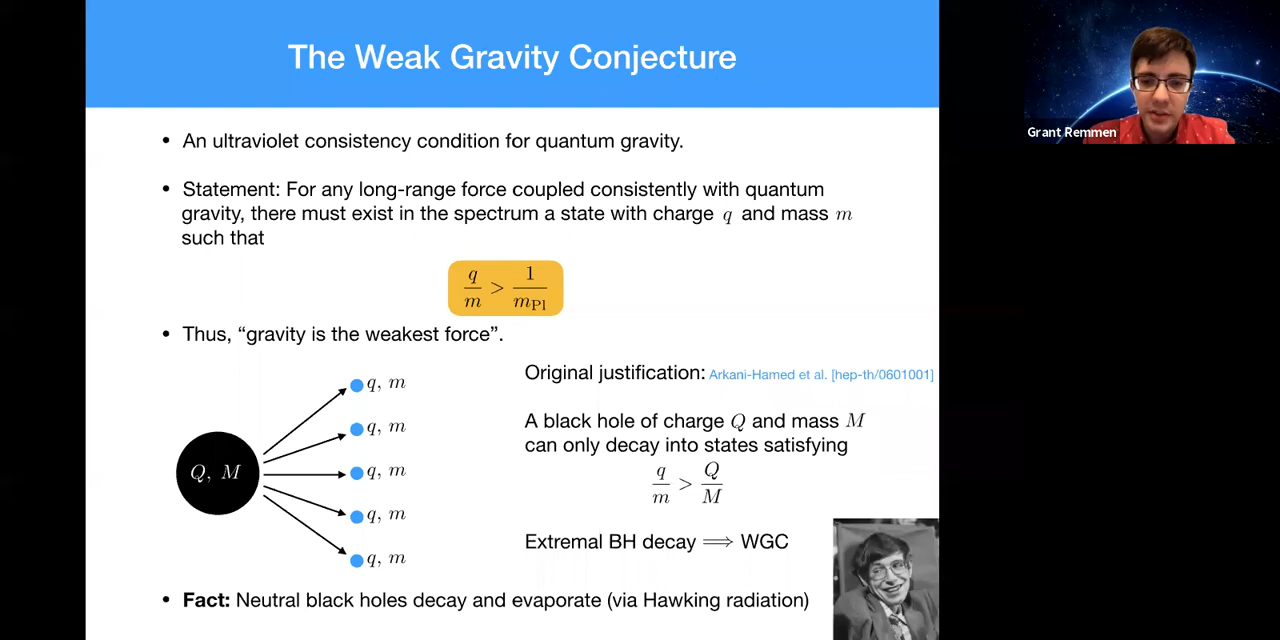 The Weak Gravity Conjecture
Grant Remmen
• An ultraviolet consistency condition for quantum gravity.
• Statement: For any long-range force coupled consistently with quantum
gravity, there must exist in the spectrum a state with charge q and mass m
such that
q/m > 1/m_Pl
• Thus, “gravity is the weakest force”.
Q, M
q, m
q, m
q, m
q, m
q, m
Original justification: Arkani-Hamed et al. [hep-th/0601001]
A black hole of charge Q and mass M
can only decay into states satisfying
q/m > Q/M
Extremal BH decay ⟹ WGC
• Fact: Neutral black holes decay and evaporate (via Hawking radiation)